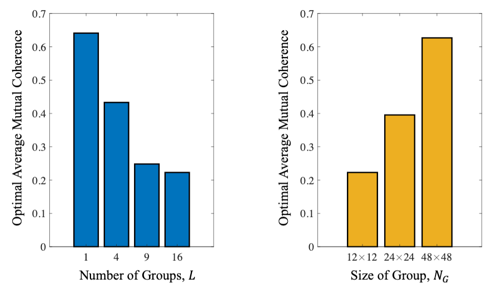 Optimal Average Mutual Coherence
0.7
0.6
0.5
0.4
0.3
0.2
0.1
0
1 4 9 16
Number of Groups, L
Optimal Average Mutual Coherence
0.7
0.6
0.5
0.4
0.3
0.2
0.1
0
12×12 24×24 48×48
Size of Group, N_G